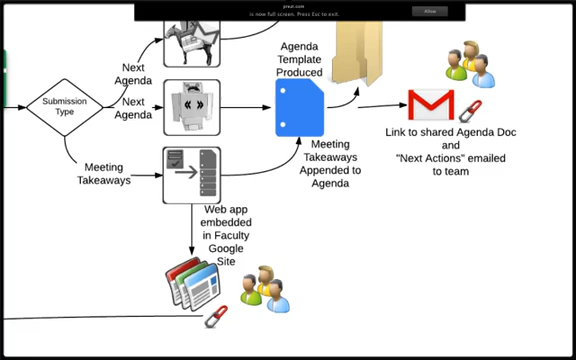 prezi.com
is now full screen. Press Esc to exit.
Allow
Agenda
Template
Produced
Next
Agenda
Submission
Type
Next
Agenda
Link to shared Agenda Doc
and
"Next Actions" emailed
to team
Meeting
Takeaways
Appended to
Agenda
Meeting
Takeaways
Web app
embedded
in Faculty
Google
Site